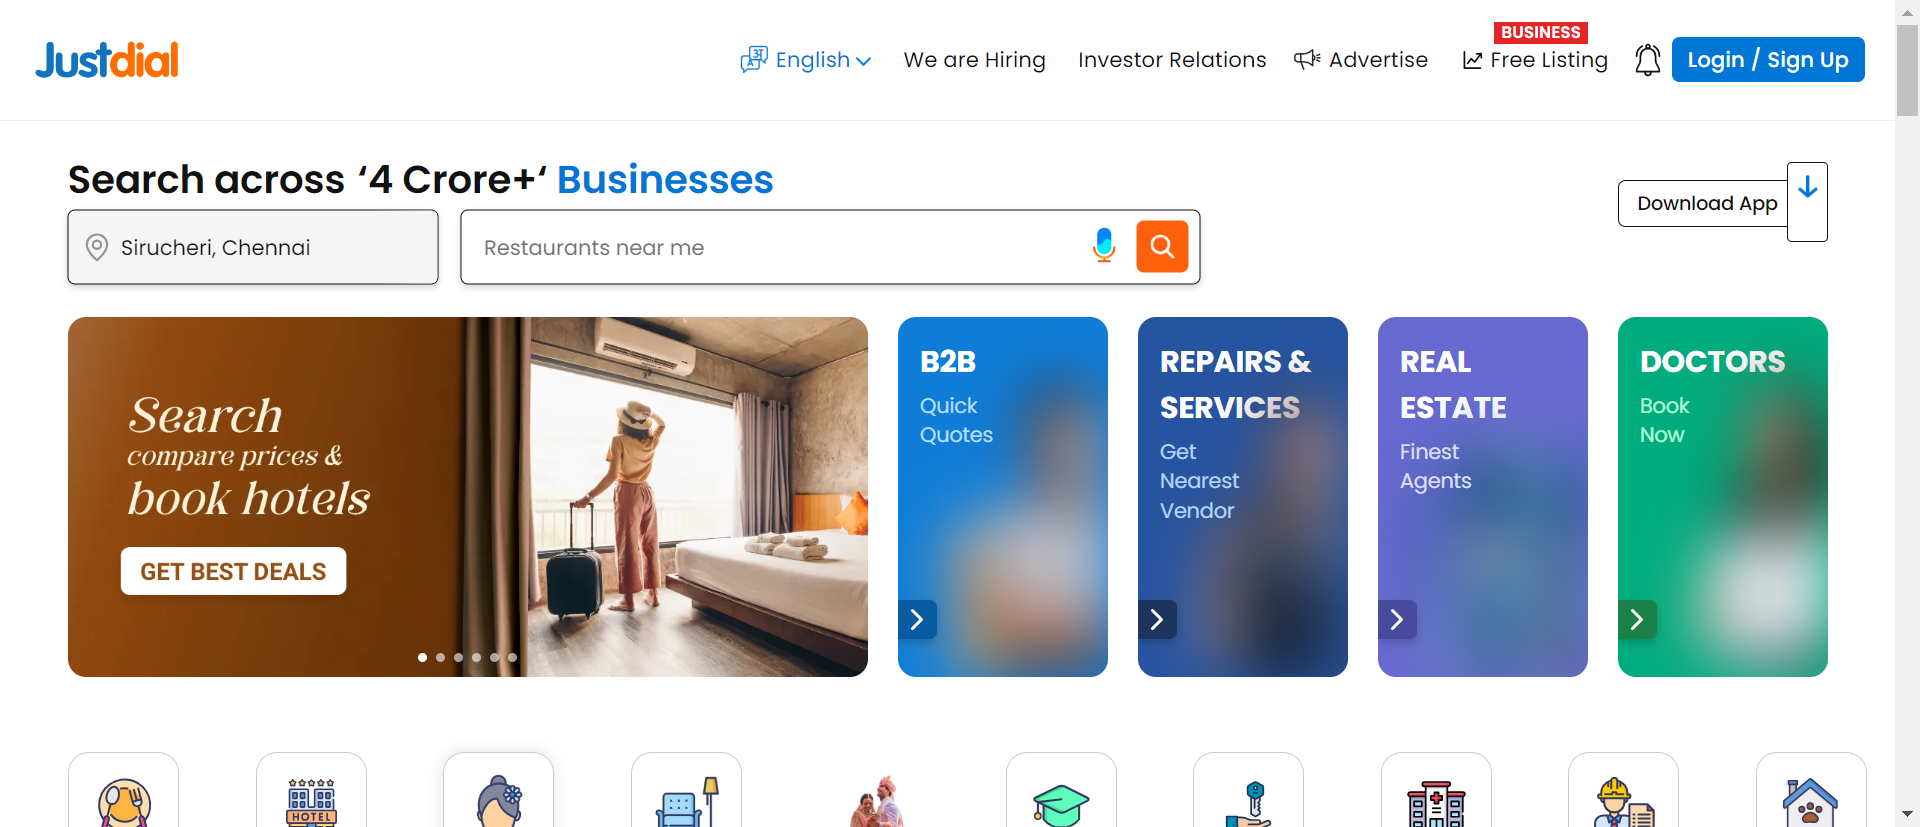 Justdial
English
We are Hiring
Investor Relations
Advertise
BUSINESS
Free Listing
Login / Sign Up
Search across ‘4 Crore+‘ Businesses
Download App
Sirucheri, Chennai
Restaurants near me
Search
compare prices &
book hotels
GET BEST DEALS
B2B
Quick
Quotes
REPAIRS &
SERVICES
Get
Nearest
Vendor
REAL
ESTATE
Finest
Agents
DOCTORS
Book
Now
HOTEL